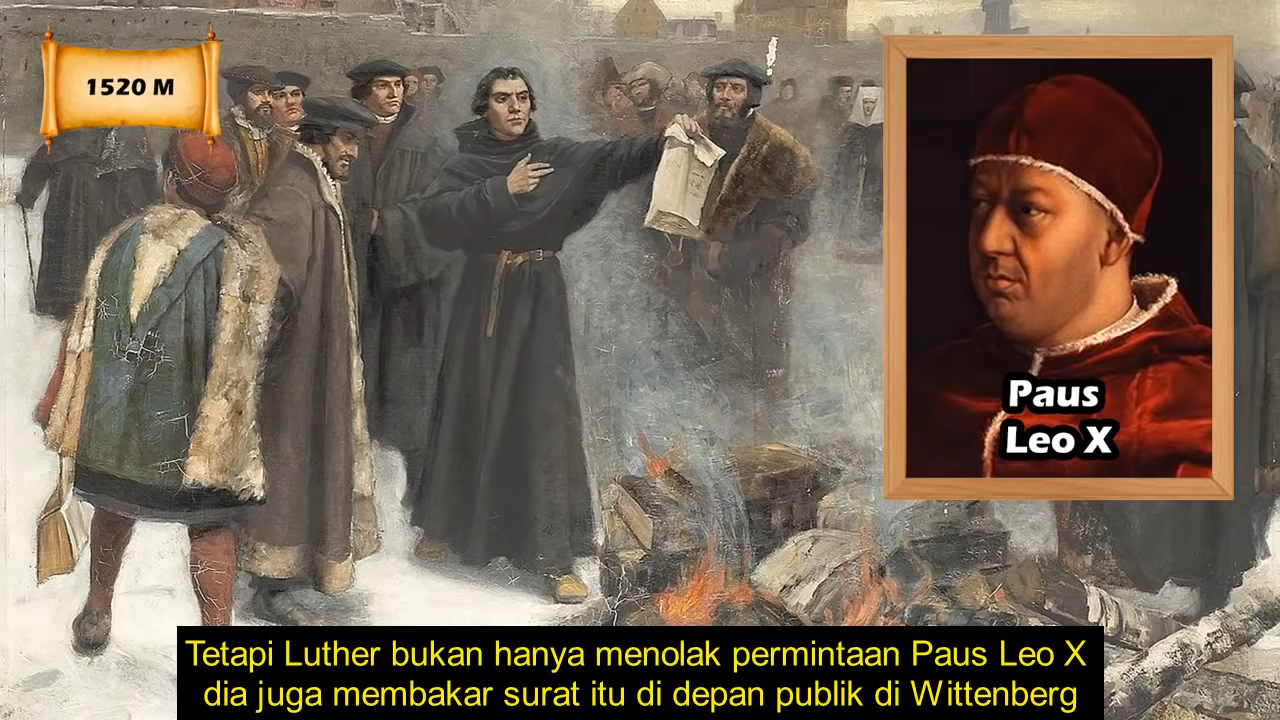 1520 M
Paus
Leo X
Tetapi Luther bukan hanya menolak permintaan Paus Leo X
dia juga membakar surat itu di depan publik di Wittenberg